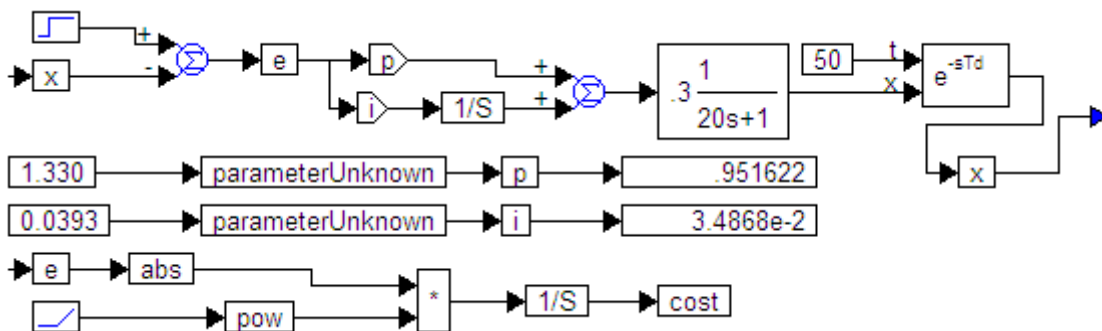 +
-
x
Σ
e
p
i
1/S
+
+
Σ
.3 1
20s+1
50
t
x
e-sTd
x
1.330 parameterUnknown p .951622
0.0393 parameterUnknown i 3.4868e-2
e abs
pow
*
1/S
cost